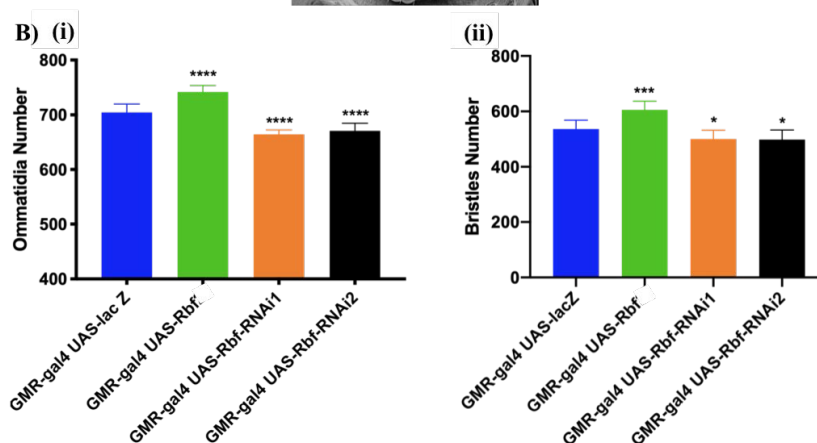 B) (i)
800
700
600
500
400
Ommatidia Number
****
****
****
GMR-gal4 UAS-lac Z
GMR-gal4 UAS-Rbf
GMR-gal4 UAS-Rbf-RNAi1
GMR-gal4 UAS-Rbf-RNAi2
(ii)
800
600
400
200
0
Bristles Number
***
*
*
GMR-gal4 UAS-lacZ
GMR-gal4 UAS-Rbf
GMR-gal4 UAS-Rbf-RNAi1
GMR-gal4 UAS-Rbf-RNAi2